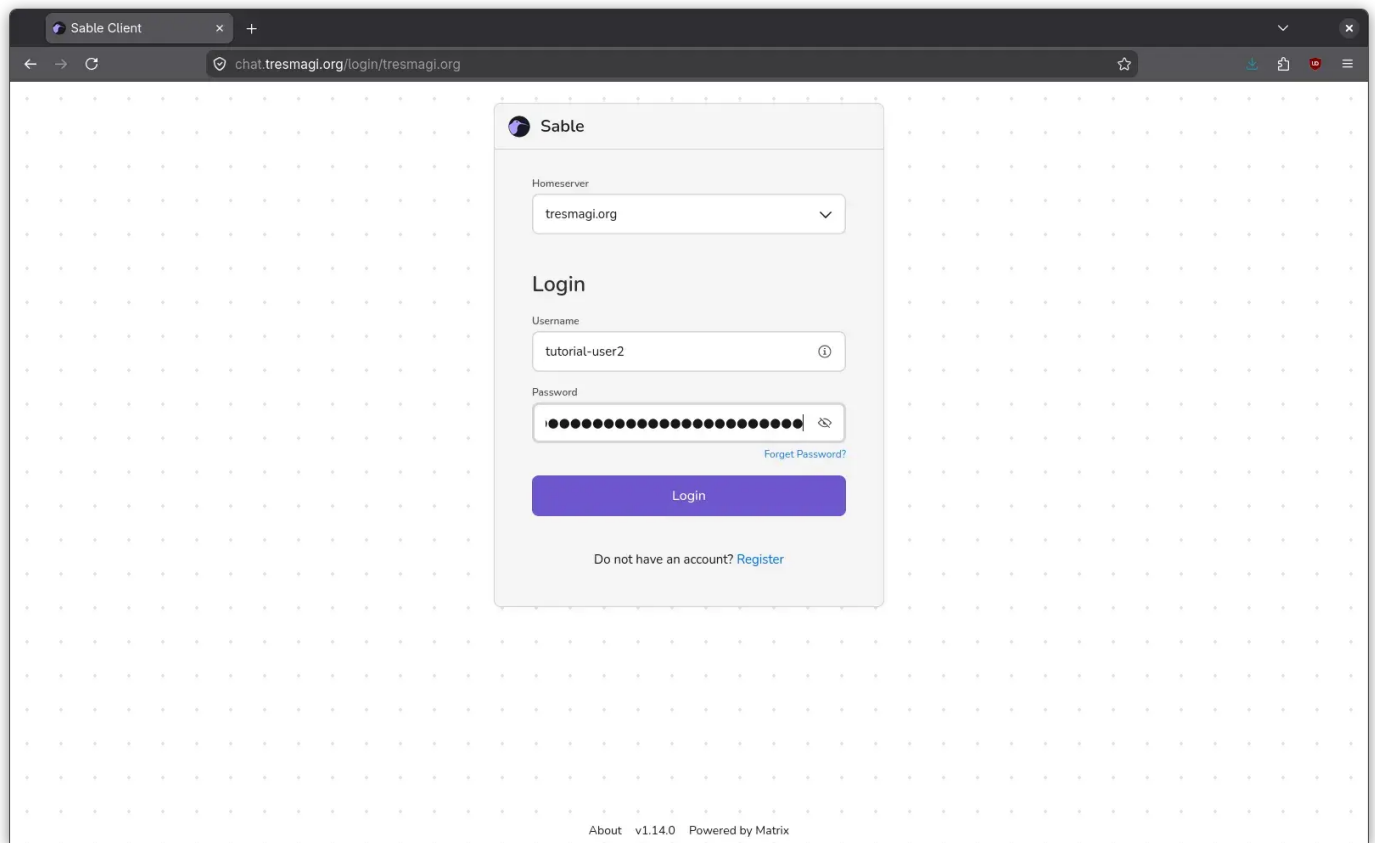 Sable Client
chat.tresmagi.org/login/tresmagi.org
Sable
Homeserver
tresmagi.org
Login
Username
tutorial-user2
Password
●●●●●●●●●●●●●●●●●●●●●●●
Forget Password?
Login
Do not have an account? Register
About v1.14.0 Powered by Matrix